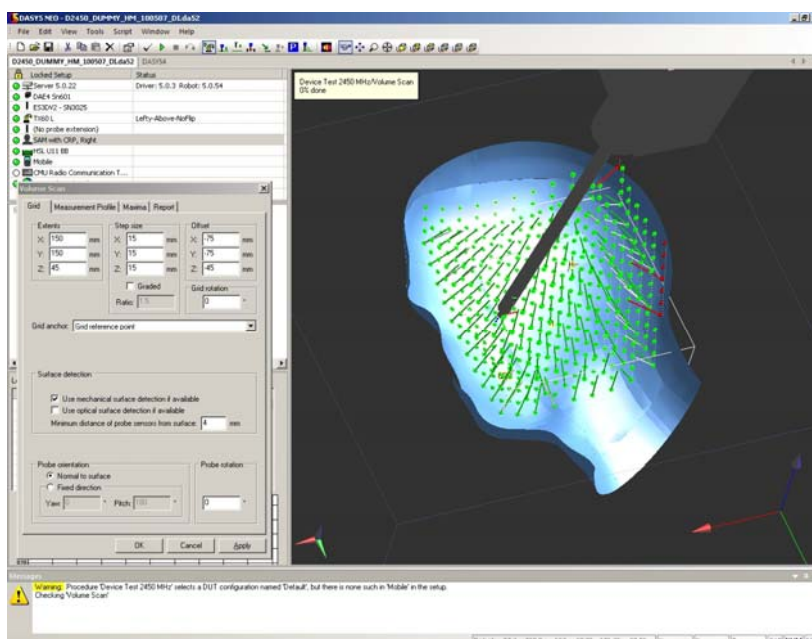 DASYS NEO - D2450_DUMMY_HM_100507_DI.da52
File Edit View Tools Script Window Help
D2450_DUMMY_HM_100507_DI.da52 DASYS4
Locked Setup Status
Server 5.0.22 Driver: 5.0.3 Robot: 5.0.54
DAE4 Sn601
ES3DV2 - SN3025
TX60 L Lefty-Above-NoFlip
(No probe extension)
SAM with CRP, Right
HSL U11 BB
Mobile
CMU Radio Communication T...
Device Test 2450 MHz/Volume Scan
0% done
Volume Scan
Grid Measurement Profile Maxima Report
Extents Step size Offset
X: 150 mm X: 15 mm X: -75 mm
Y: 150 mm Y: 15 mm Y: -75 mm
Z: 45 mm Z: 15 mm Z: -45 mm
Graded Grid rotation
Ratio: 1.5 0 °
Grid anchor: Grid reference point
Surface detection
Use mechanical surface detection if available
Use optical surface detection if available
Minimum distance of probe sensors from surface: 4 mm
Probe orientation Probe rotation
Normal to surface
Fixed direction 0 °
Yaw: ° Pitch: 180 °
OK Cancel Apply
Messages
Warning: Procedure 'Device Test 2450 MHz' selects a DUT configuration named 'Default', but there is none such in 'Mobile' in the setup.
Checking 'Volume Scan'